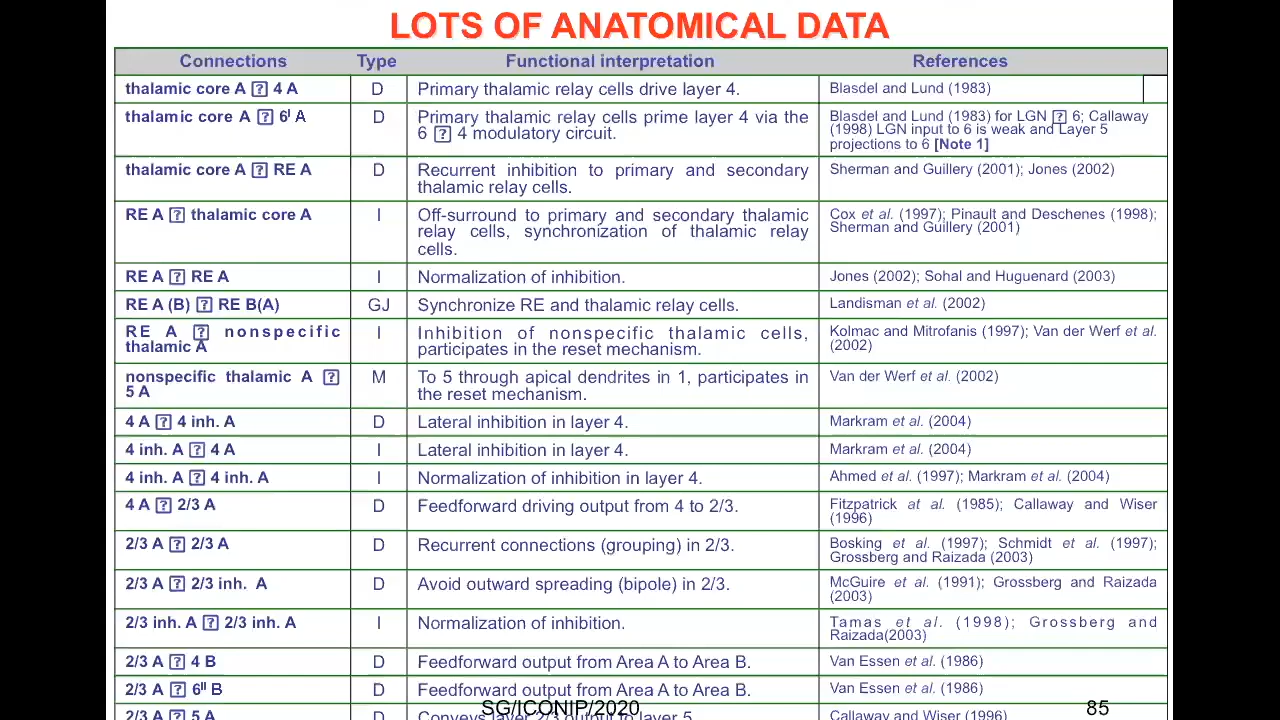 LOTS OF ANATOMICAL DATA
Connections Type Functional interpretation References
thalamic core A ? 4 A D Primary thalamic relay cells drive layer 4. Blasdel and Lund (1983)
thalamic core A ? 6I A D Primary thalamic relay cells prime layer 4 via the Blasdel and Lund (1983) for LGN ? 6; Callaway
6 ? 4 modulatory circuit. (1998) LGN input to 6 is weak and Layer 5
projections to 6 [Note 1]
thalamic core A ? RE A D Recurrent inhibition to primary and secondary Sherman and Guillery (2001); Jones (2002)
thalamic relay cells.
RE A ? thalamic core A I Off-surround to primary and secondary thalamic Cox et al. (1997); Pinault and Deschenes (1998);
relay cells, synchronization of thalamic relay Sherman and Guillery (2001)
cells.
RE A ? RE A I Normalization of inhibition. Jones (2002); Sohal and Huguenard (2003)
RE A (B) ? RE B(A) GJ Synchronize RE and thalamic relay cells. Landisman et al. (2002)
RE A ? nonspecific I Inhibition of nonspecific thalamic cells, Kolmac and Mitrofanis (1997); Van der Werf et al.
thalamic A participates in the reset mechanism. (2002)
nonspecific thalamic A ? M To 5 through apical dendrites in 1, participates in Van der Werf et al. (2002)
5 A the reset mechanism.
4 A ? 4 inh. A D Lateral inhibition in layer 4. Markram et al. (2004)
4 inh. A ? 4 A I Lateral inhibition in layer 4. Markram et al. (2004)
4 inh. A ? 4 inh. A I Normalization of inhibition in layer 4. Ahmed et al. (1997); Markram et al. (2004)
4 A ? 2/3 A D Feedforward driving output from 4 to 2/3. Fitzpatrick at al. (1985); Callaway and Wiser
(1996)
2/3 A ? 2/3 A D Recurrent connections (grouping) in 2/3. Bosking et al. (1997); Schmidt et al. (1997);
Grossberg and Raizada (2003)
2/3 A ? 2/3 inh. A D Avoid outward spreading (bipole) in 2/3. McGuire et al. (1991); Grossberg and Raizada
(2003)
2/3 inh. A ? 2/3 inh. A I Normalization of inhibition. Tamas et al. (1998); Grossberg and
Raizada(2003)
2/3 A ? 4 B D Feedforward output from Area A to Area B. Van Essen et al. (1986)
2/3 A ? 6II B D Feedforward output from Area A to Area B. Van Essen et al. (1986)
2/3 A ? 5 A D Conveys layer 2/3 output to layer 5. Callaway and Wiser (1996)
SG/ICONIP/2020 85